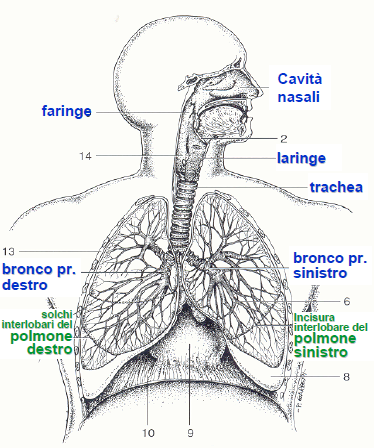 Cavità
nasali
faringe
2
14
laringe
trachea
13
bronco pr.
destro
bronco pr.
sinistro
6
solchi
interlobari del
polmone
destro
Incisura
interlobare del
polmone
sinistro
8
10
9